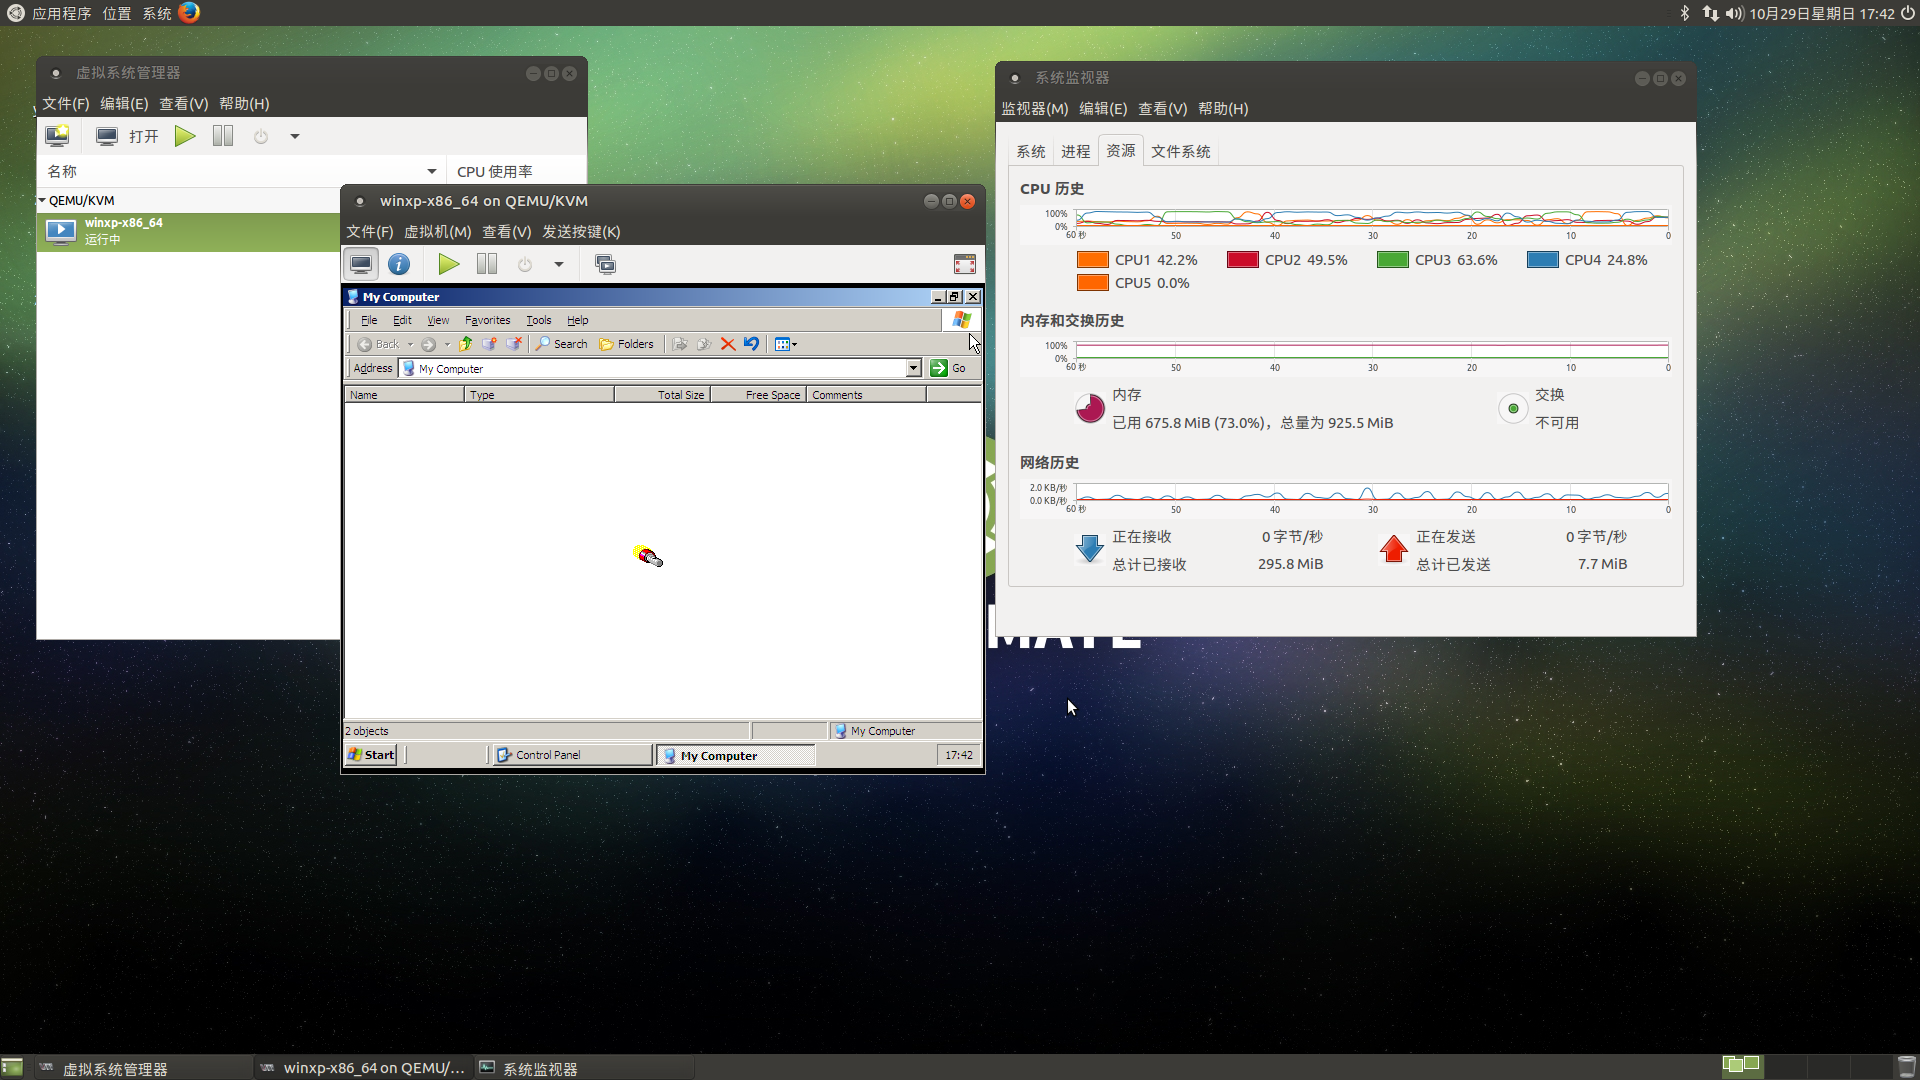 应用程序 位置 系统
10月29日星期日 17:42
虚拟系统管理器
文件(F) 编辑(E) 查看(V) 帮助(H)
打开
名称 CPU 使用率
QEMU/KVM
winxp-x86_64
运行中
winxp-x86_64 on QEMU/KVM
文件(F) 虚拟机(M) 查看(V) 发送按键(K)
My Computer
File Edit View Favorites Tools Help
Back Search Folders
Address My Computer Go
Name Type Total Size Free Space Comments
2 objects My Computer
Start Control Panel My Computer 17:42
系统监视器
监视器(M) 编辑(E) 查看(V) 帮助(H)
系统 进程 资源 文件系统
CPU 历史
100%
0%
60 秒 50 40 30 20 10 0
CPU1 42.2% CPU2 49.5% CPU3 63.6% CPU4 24.8%
CPU5 0.0%
内存和交换历史
100%
0%
60 秒 50 40 30 20 10 0
内存 交换
已用 675.8 MiB (73.0%)，总量为 925.5 MiB 不可用
网络历史
2.0 KB/秒
0.0 KB/秒
60 秒 50 40 30 20 10 0
正在接收 0 字节/秒 正在发送 0 字节/秒
总计已接收 295.8 MiB 总计已发送 7.7 MiB
MATE
虚拟系统管理器 winxp-x86_64 on QEMU/... 系统监视器